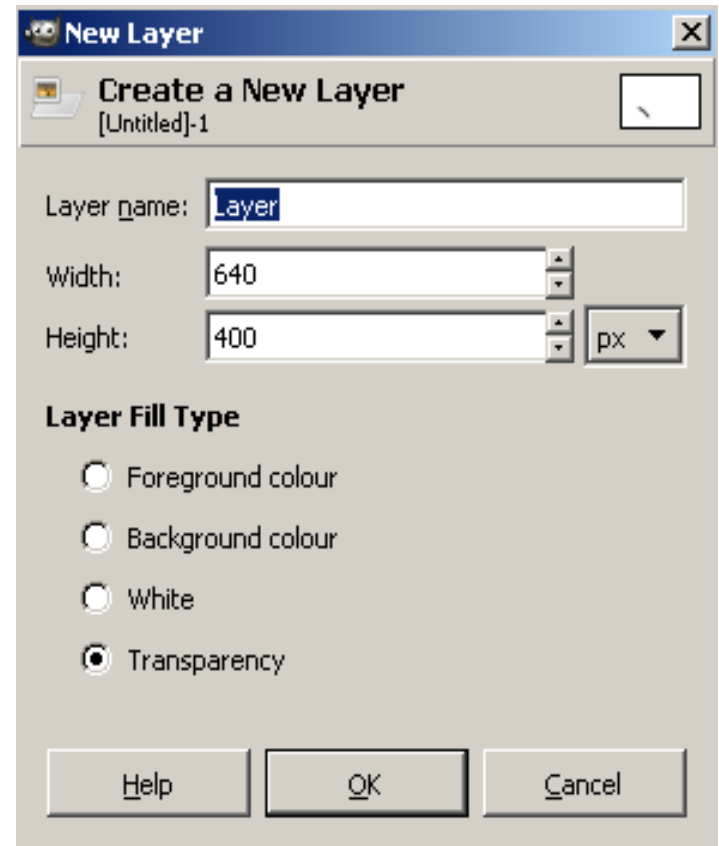 New Layer
Create a New Layer
[Untitled]-1
Layer name: Layer
Width: 640
Height: 400 px
Layer Fill Type
Foreground colour
Background colour
White
Transparency
Help OK Cancel